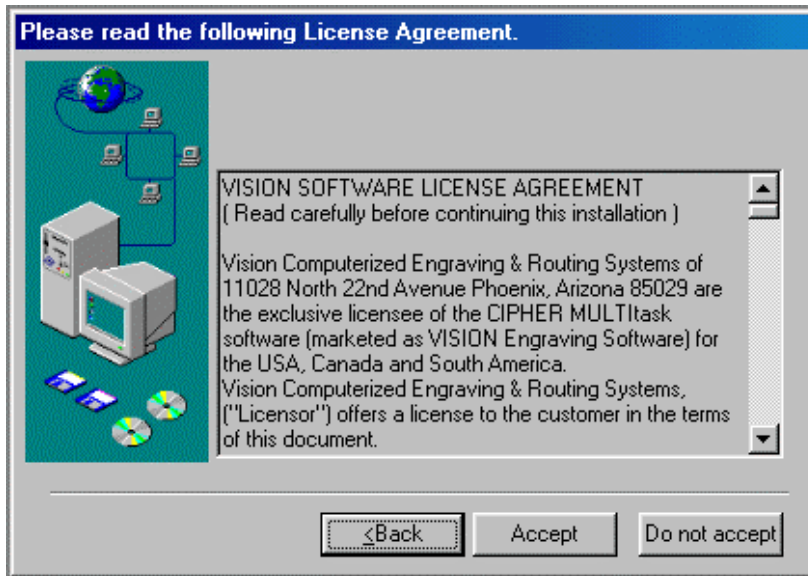 Please read the following License Agreement.
VISION SOFTWARE LICENSE AGREEMENT
( Read carefully before continuing this installation )
Vision Computerized Engraving & Routing Systems of
11028 North 22nd Avenue Phoenix, Arizona 85029 are
the exclusive licensee of the CIPHER MULTItask
software (marketed as VISION Engraving Software) for
the USA, Canada and South America.
Vision Computerized Engraving & Routing Systems,
("Licensor") offers a license to the customer in the terms
of this document.
<Back
Accept
Do not accept